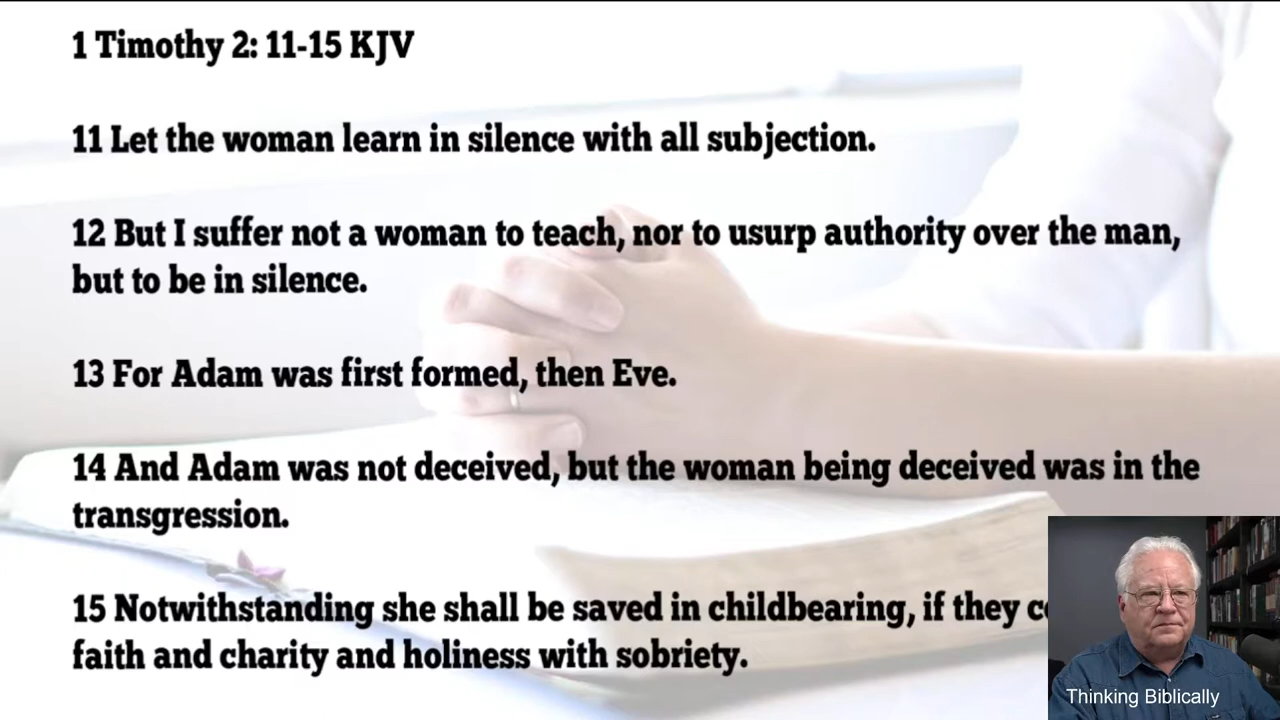 1 Timothy 2: 11-15 KJV
11 Let the woman learn in silence with all subjection.
12 But I suffer not a woman to teach, nor to usurp authority over the man,
but to be in silence.
13 For Adam was first formed, then Eve.
14 And Adam was not deceived, but the woman being deceived was in the
transgression.
15 Notwithstanding she shall be saved in childbearing, if they
faith and charity and holiness with sobriety.
Thinking Biblically